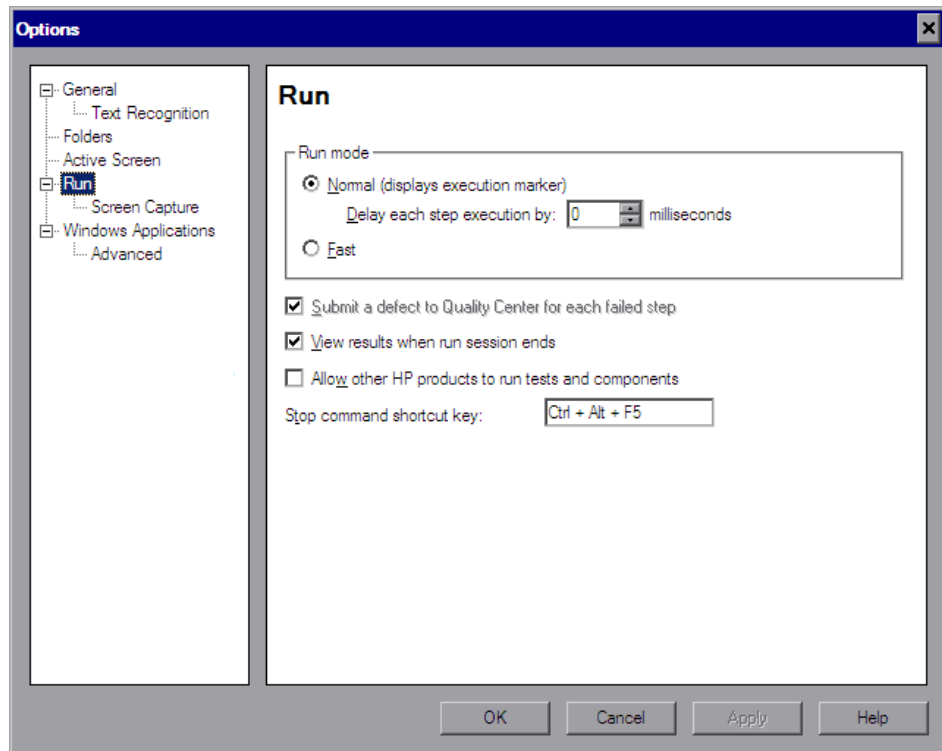 Options
General
Text Recognition
Folders
Active Screen
Run
Screen Capture
Windows Applications
Advanced
Run
Run mode
Normal (displays execution marker)
Delay each step execution by: 0 milliseconds
Fast
Submit a defect to Quality Center for each failed step
View results when run session ends
Allow other HP products to run tests and components
Stop command shortcut key: Ctrl + Alt + F5
OK Cancel Apply Help